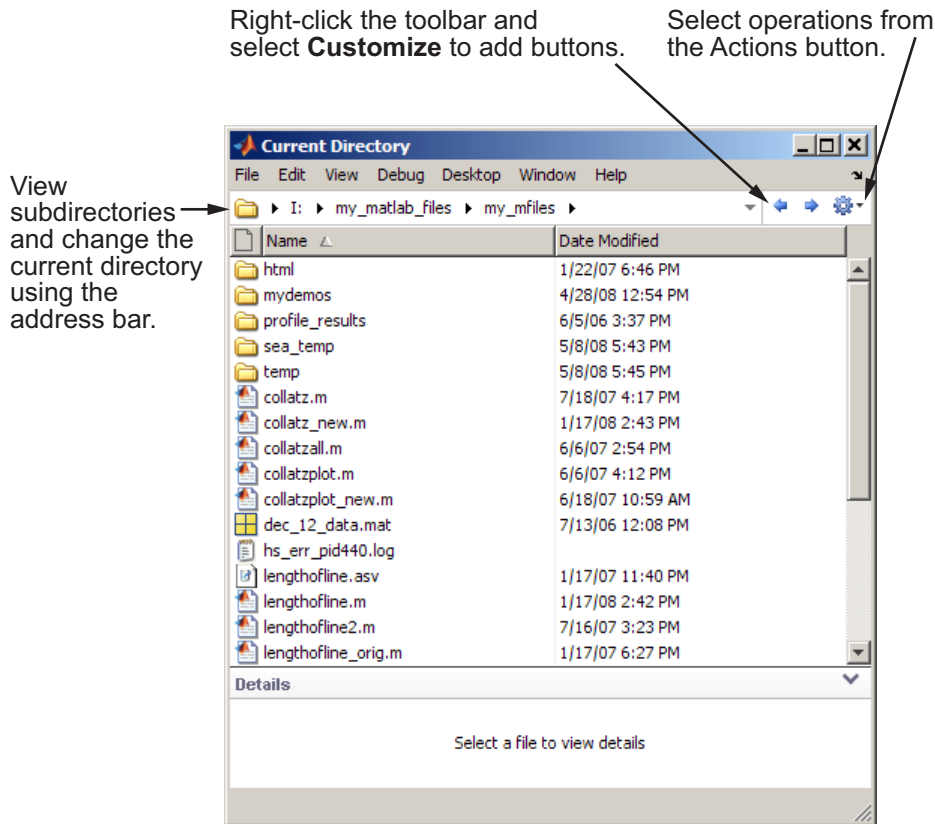 Right-click the toolbar and
select Customize to add buttons.
Select operations from
the Actions button.
View
subdirectories
and change the
current directory
using the
address bar.
Current Directory
File Edit View Debug Desktop Window Help
I: my_matlab_files my_mfiles
Name Date Modified
html 1/22/07 6:46 PM
mydemos 4/28/08 12:54 PM
profile_results 6/5/06 3:37 PM
sea_temp 5/8/08 5:43 PM
temp 5/8/08 5:45 PM
collatz.m 7/18/07 4:17 PM
collatz_new.m 1/17/08 2:43 PM
collatzall.m 6/6/07 2:54 PM
collatzplot.m 6/6/07 4:12 PM
collatzplot_new.m 6/18/07 10:59 AM
dec_12_data.mat 7/13/06 12:08 PM
hs_err_pid440.log
lengthofline.asv 1/17/07 11:40 PM
lengthofline.m 1/17/08 2:42 PM
lengthofline2.m 7/16/07 3:23 PM
lengthofline_orig.m 1/17/07 6:27 PM
Details
Select a file to view details